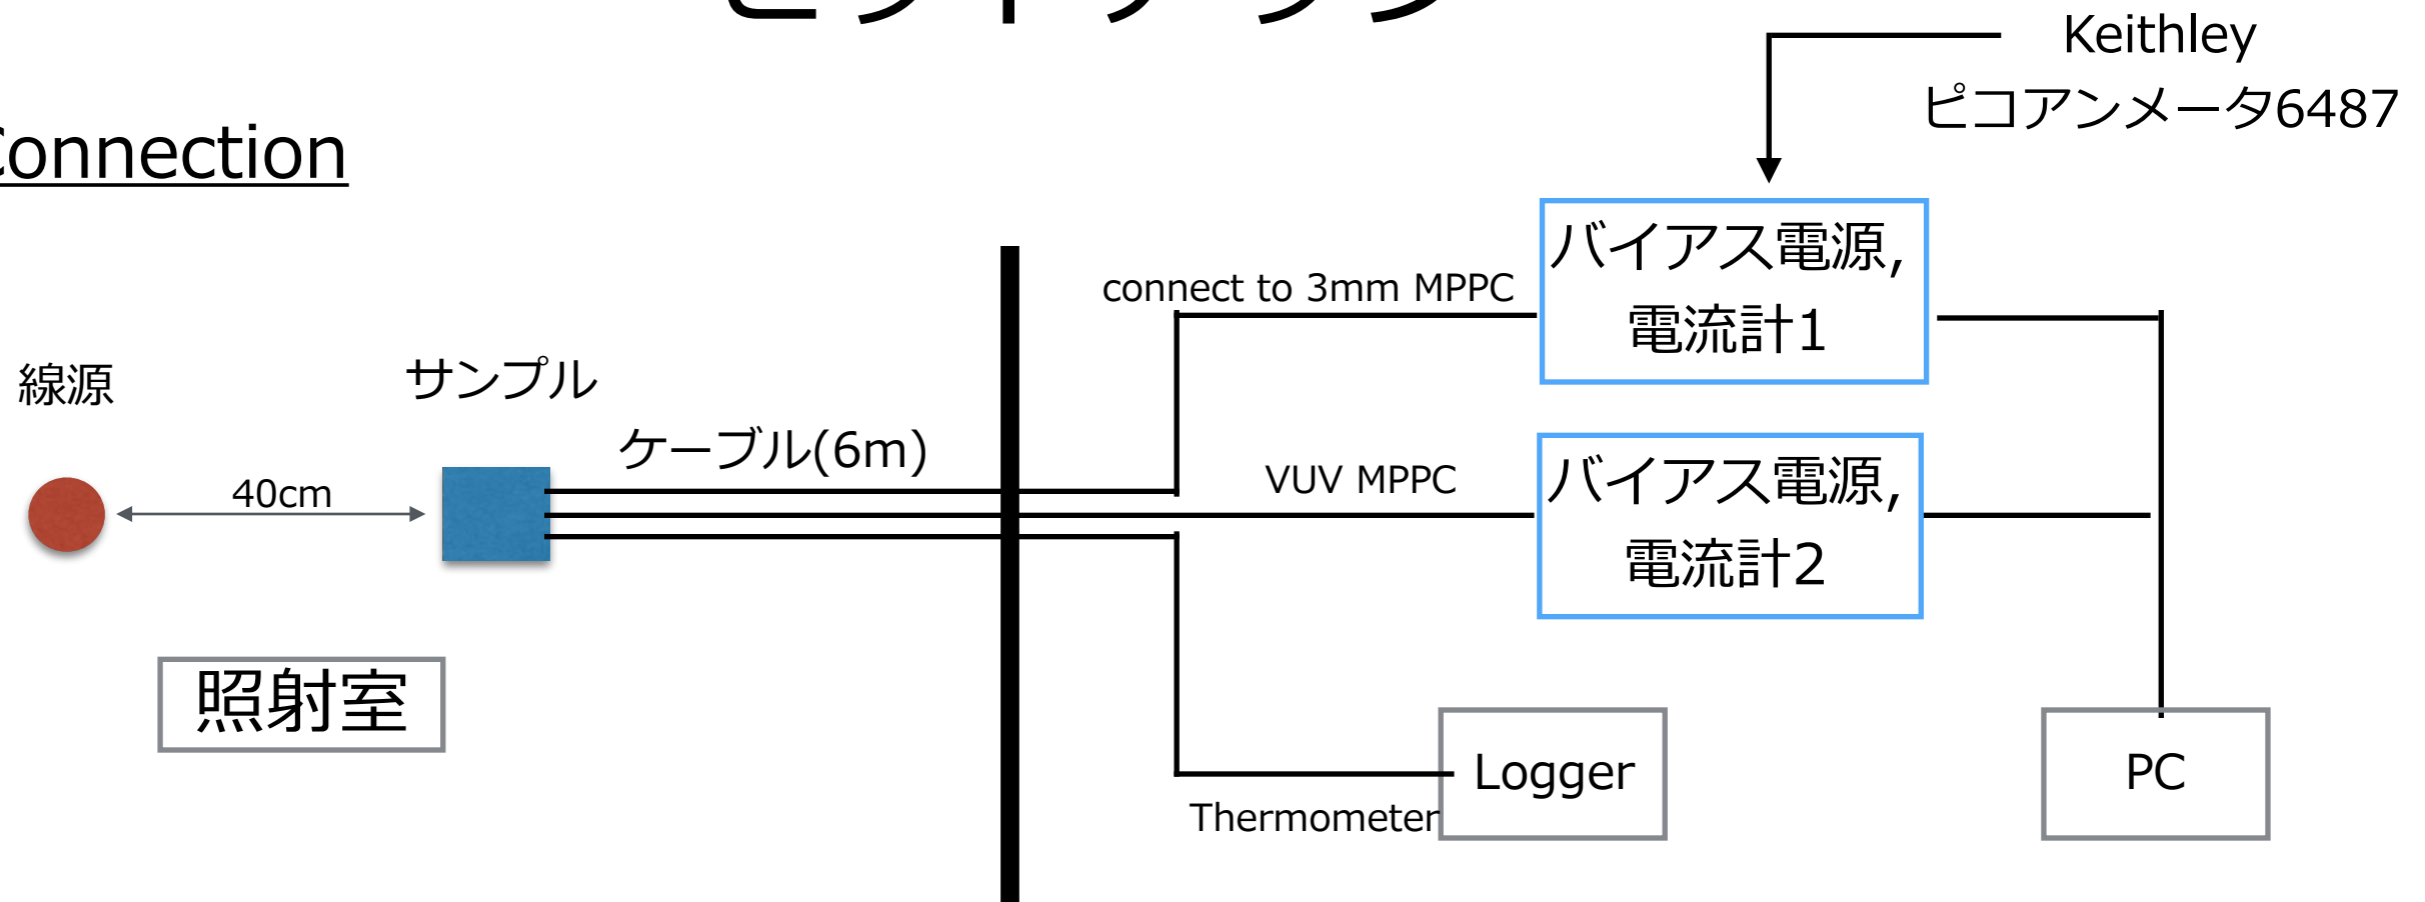 Keithley
ピコアンメータ6487
Connection
バイアス電源,
電流計1
connect to 3mm MPPC
線源
サンプル
ケーブル(6m)
40cm
VUV MPPC
バイアス電源,
電流計2
照射室
Thermometer
Logger
PC